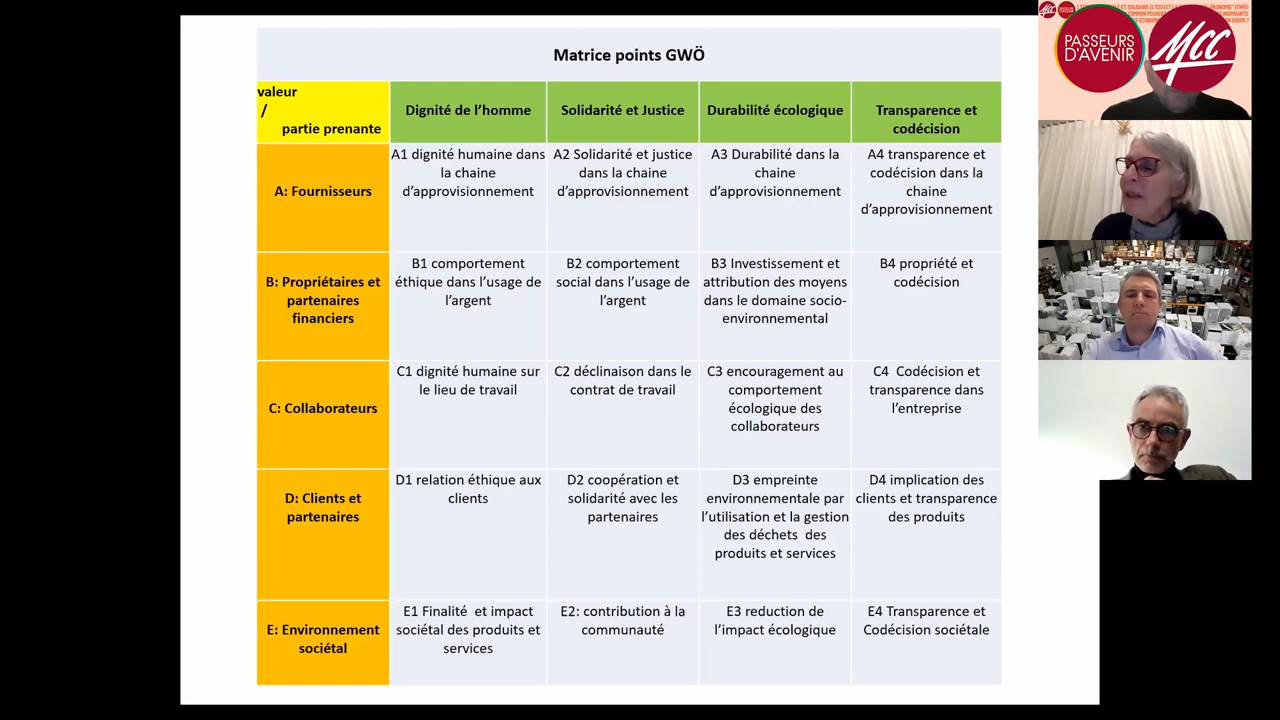 Matrice points GWÖ
valeur
/
partie prenante
Dignité de l'homme
Solidarité et Justice
Durabilité écologique
Transparence et
codécision
A: Fournisseurs
A1 dignité humaine dans
la chaine
d'approvisionnement
A2 Solidarité et justice
dans la chaine
d'approvisionnement
A3 Durabilité dans la
chaine
d'approvisionnement
A4 transparence et
codécision dans la
chaine
d'approvisionnement
B: Propriétaires et
partenaires
financiers
B1 comportement
éthique dans l'usage de
l'argent
B2 comportement
social dans l'usage de
l'argent
B3 Investissement et
attribution des moyens
dans le domaine socio-
environnemental
B4 propriété et
codécision
C: Collaborateurs
C1 dignité humaine sur
le lieu de travail
C2 déclinaison dans le
contrat de travail
C3 encouragement au
comportement
écologique des
collaborateurs
C4 Codécision et
transparence dans
l'entreprise
D: Clients et
partenaires
D1 relation éthique aux
clients
D2 coopération et
solidarité avec les
partenaires
D3 empreinte
environnementale par
l'utilisation et la gestion
des déchets des
produits et services
D4 implication des
clients et transparence
des produits
E: Environnement
sociétal
E1 Finalité et impact
sociétal des produits et
services
E2: contribution à la
communauté
E3 reduction de
l'impact écologique
E4 Transparence et
Codécision sociétale
PASSEURS
D'AVENIR
MCC